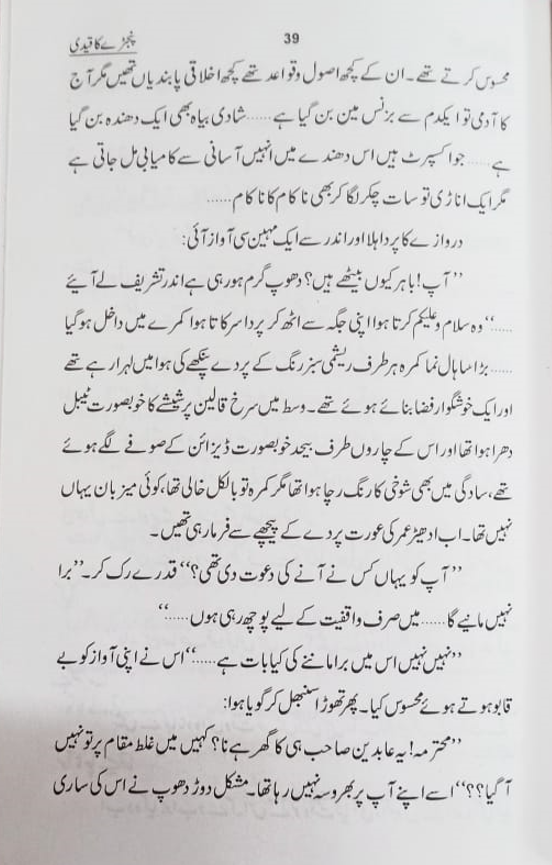 39
پنجڑے کا قیدی
محسوس کرتے تھے۔ ان کے کچھ اصول و قواعد تھے کچھ اخلاقی پابندیاں تھیں مگر آج
کا آدمی تو ایکدم سے بزنس مین بن گیا ہے...... شادی بیاہ بھی ایک دھندہ بن گیا
ہے..... جو اکسپرٹ ہیں اس دھندے میں انہیں آسانی سے کامیابی مل جاتی ہے
مگر ایک اناڑی تو سات چکر لگا کر بھی ناکام کا ناکام......
دروازے کا پردا ہلا اور اندر سے ایک مہین سی آواز آئی:
”آپ! باہر کیوں بیٹھے ہیں؟ دھوپ گرم ہو رہی ہے اندر تشریف لے آئیے
.....“ وہ سلام وعلیکم کرتا ہوا اپنی جگہ سے اٹھ کر پردا سرکاتا ہوا کمرے میں داخل ہو گیا
..... بڑا سا ہال نما کمرہ ہر طرف ریشمی سبز رنگ کے پردے پنکھے کی ہوا میں لہرا رہے تھے
اور ایک خوشگوار فضا بنائے ہوئے تھے۔ وسط میں سرخ قالین پر شیشے کا خوبصورت ٹیبل
دھرا ہوا تھا اور اس کے چاروں طرف بیحد خوبصورت ڈیزائن کے صوفے لگے ہوئے
تھے، سادگی میں بھی شوخی کا رنگ رچا ہوا تھا مگر کمرہ تو بالکل خالی تھا، کوئی میزبان یہاں
نہیں تھا۔ اب ادھیڑ عمر کی عورت پردے کے پیچھے سے فرما رہی تھیں۔
”آپ کو یہاں کس نے آنے کی دعوت دی تھی؟“ قدرے رک کر۔ ”برا
نہیں مانیے گا...... میں صرف واقفیت کے لیے پوچھ رہی ہوں.....“
”نہیں نہیں اس میں برا ماننے کی کیا بات ہے.....“ اس نے اپنی آواز کو بے
قابو ہوتے ہوئے محسوس کیا۔ پھر تھوڑا سنبھل کر گویا ہوا:
”محترمہ! یہ عابدین صاحب ہی کا گھر ہے نا؟ کہیں میں غلط مقام پر تو نہیں
آ گیا؟؟“ اسے اپنے آپ پر بھروسہ نہیں رہا تھا۔ مشکل دوڑ دھوپ نے اس کی ساری